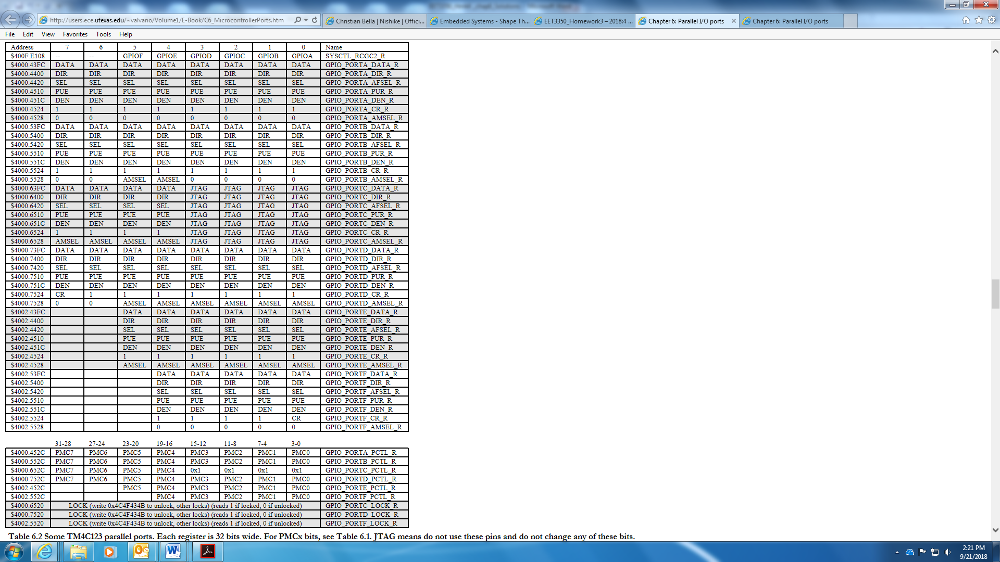 http://users.ece.utexas.edu/~valvano/Volume1/E-Book/C6_MicrocontrollerPorts.htm
Christian Bella | Nishike | Offici...
Embedded Systems - Shape Th...
EET3350_Homework3 – 2018:4 ...
Chapter 6: Parallel I/O ports
Chapter 6: Parallel I/O ports
File Edit View Favorites Tools Help
Address 7 6 5 4 3 2 1 0 Name
$400F.E108 -- -- GPIOF GPIOE GPIOD GPIOC GPIOB GPIOA SYSCTL_RCGC2_R
$4000.43FC DATA DATA DATA DATA DATA DATA DATA DATA GPIO_PORTA_DATA_R
$4000.4400 DIR DIR DIR DIR DIR DIR DIR DIR GPIO_PORTA_DIR_R
$4000.4420 SEL SEL SEL SEL SEL SEL SEL SEL GPIO_PORTA_AFSEL_R
$4000.4510 PUE PUE PUE PUE PUE PUE PUE PUE GPIO_PORTA_PUR_R
$4000.451C DEN DEN DEN DEN DEN DEN DEN DEN GPIO_PORTA_DEN_R
$4000.4524 1 1 1 1 1 1 1 1 GPIO_PORTA_CR_R
$4000.4528 0 0 0 0 0 0 0 0 GPIO_PORTA_AMSEL_R
$4000.53FC DATA DATA DATA DATA DATA DATA DATA DATA GPIO_PORTB_DATA_R
$4000.5400 DIR DIR DIR DIR DIR DIR DIR DIR GPIO_PORTB_DIR_R
$4000.5420 SEL SEL SEL SEL SEL SEL SEL SEL GPIO_PORTB_AFSEL_R
$4000.5510 PUE PUE PUE PUE PUE PUE PUE PUE GPIO_PORTB_PUR_R
$4000.551C DEN DEN DEN DEN DEN DEN DEN DEN GPIO_PORTB_DEN_R
$4000.5524 1 1 1 1 1 1 1 1 GPIO_PORTB_CR_R
$4000.5528 0 0 AMSEL AMSEL 0 0 0 0 GPIO_PORTB_AMSEL_R
$4000.63FC DATA DATA DATA DATA JTAG JTAG JTAG JTAG GPIO_PORTC_DATA_R
$4000.6400 DIR DIR DIR DIR JTAG JTAG JTAG JTAG GPIO_PORTC_DIR_R
$4000.6420 SEL SEL SEL SEL JTAG JTAG JTAG JTAG GPIO_PORTC_AFSEL_R
$4000.6510 PUE PUE PUE PUE JTAG JTAG JTAG JTAG GPIO_PORTC_PUR_R
$4000.651C DEN DEN DEN DEN JTAG JTAG JTAG JTAG GPIO_PORTC_DEN_R
$4000.6524 1 1 1 1 JTAG JTAG JTAG JTAG GPIO_PORTC_CR_R
$4000.6528 AMSEL AMSEL AMSEL AMSEL JTAG JTAG JTAG JTAG GPIO_PORTC_AMSEL_R
$4000.73FC DATA DATA DATA DATA DATA DATA DATA DATA GPIO_PORTD_DATA_R
$4000.7400 DIR DIR DIR DIR DIR DIR DIR DIR GPIO_PORTD_DIR_R
$4000.7420 SEL SEL SEL SEL SEL SEL SEL SEL GPIO_PORTD_AFSEL_R
$4000.7510 PUE PUE PUE PUE PUE PUE PUE PUE GPIO_PORTD_PUR_R
$4000.751C DEN DEN DEN DEN DEN DEN DEN DEN GPIO_PORTD_DEN_R
$4000.7524 CR 1 1 1 1 1 1 1 GPIO_PORTD_CR_R
$4000.7528 0 0 AMSEL AMSEL AMSEL AMSEL AMSEL AMSEL GPIO_PORTD_AMSEL_R
$4002.43FC DATA DATA DATA DATA DATA DATA GPIO_PORTE_DATA_R
$4002.4400 DIR DIR DIR DIR DIR DIR GPIO_PORTE_DIR_R
$4002.4420 SEL SEL SEL SEL SEL SEL GPIO_PORTE_AFSEL_R
$4002.4510 PUE PUE PUE PUE PUE PUE GPIO_PORTE_PUR_R
$4002.451C DEN DEN DEN DEN DEN DEN GPIO_PORTE_DEN_R
$4002.4524 1 1 1 1 1 1 GPIO_PORTE_CR_R
$4002.4528 AMSEL AMSEL AMSEL AMSEL AMSEL AMSEL GPIO_PORTE_AMSEL_R
$4002.53FC DATA DATA DATA DATA DATA GPIO_PORTF_DATA_R
$4002.5400 DIR DIR DIR DIR DIR GPIO_PORTF_DIR_R
$4002.5420 SEL SEL SEL SEL SEL GPIO_PORTF_AFSEL_R
$4002.5510 PUE PUE PUE PUE PUE GPIO_PORTF_PUR_R
$4002.551C DEN DEN DEN DEN DEN GPIO_PORTF_DEN_R
$4002.5524 1 1 1 1 CR GPIO_PORTF_CR_R
$4002.5528 0 0 0 0 0 GPIO_PORTF_AMSEL_R
31-28 27-24 23-20 19-16 15-12 11-8 7-4 3-0
$4000.452C PMC7 PMC6 PMC5 PMC4 PMC3 PMC2 PMC1 PMC0 GPIO_PORTA_PCTL_R
$4000.552C PMC7 PMC6 PMC5 PMC4 PMC3 PMC2 PMC1 PMC0 GPIO_PORTB_PCTL_R
$4000.652C PMC7 PMC6 PMC5 PMC4 0x1 0x1 0x1 0x1 GPIO_PORTC_PCTL_R
$4000.752C PMC7 PMC6 PMC5 PMC4 PMC3 PMC2 PMC1 PMC0 GPIO_PORTD_PCTL_R
$4002.452C PMC5 PMC4 PMC3 PMC2 PMC1 PMC0 GPIO_PORTE_PCTL_R
$4002.552C PMC4 PMC3 PMC2 PMC1 PMC0 GPIO_PORTF_PCTL_R
$4000.6520 LOCK (write 0x4C4F434B to unlock, other locks) (reads 1 if locked, 0 if unlocked) GPIO_PORTC_LOCK_R
$4000.7520 LOCK (write 0x4C4F434B to unlock, other locks) (reads 1 if locked, 0 if unlocked) GPIO_PORTD_LOCK_R
$4002.5520 LOCK (write 0x4C4F434B to unlock, other locks) (reads 1 if locked, 0 if unlocked) GPIO_PORTF_LOCK_R
Table 6.2 Some TM4C123 parallel ports. Each register is 32 bits wide. For PMCx bits, see Table 6.1. JTAG means do not use these pins and do not change any of these bits.
2:21 PM
9/21/2018